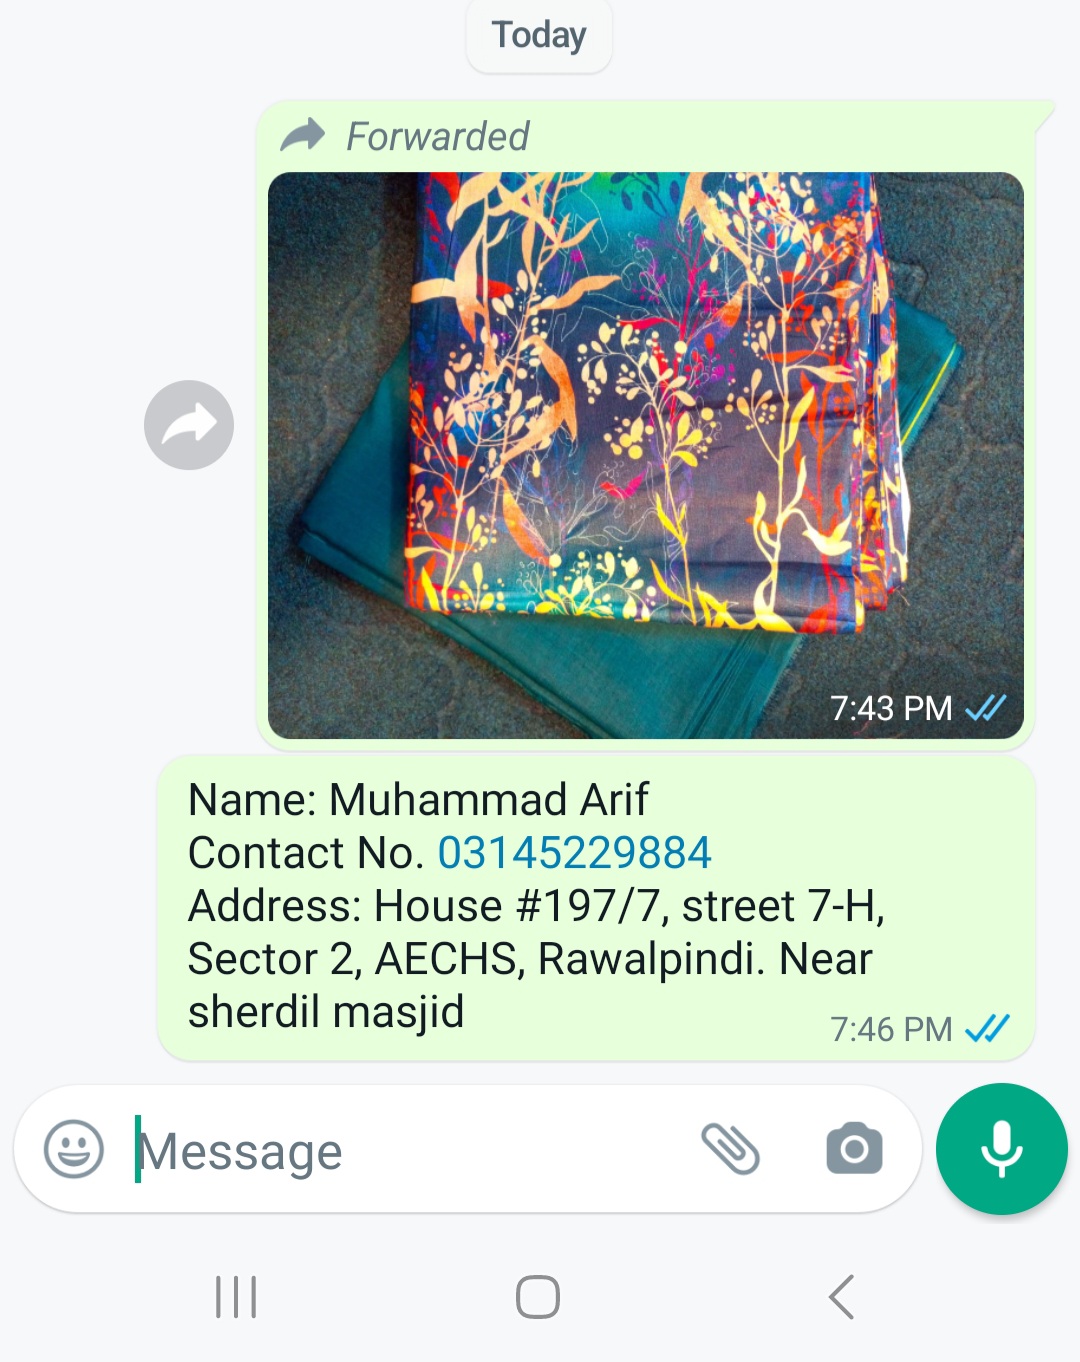 Today
Forwarded
7:43 PM
Name: Muhammad Arif
Contact No. 03145229884
Address: House #197/7, street 7-H,
Sector 2, AECHS, Rawalpindi. Near
sherdil masjid
7:46 PM
Message